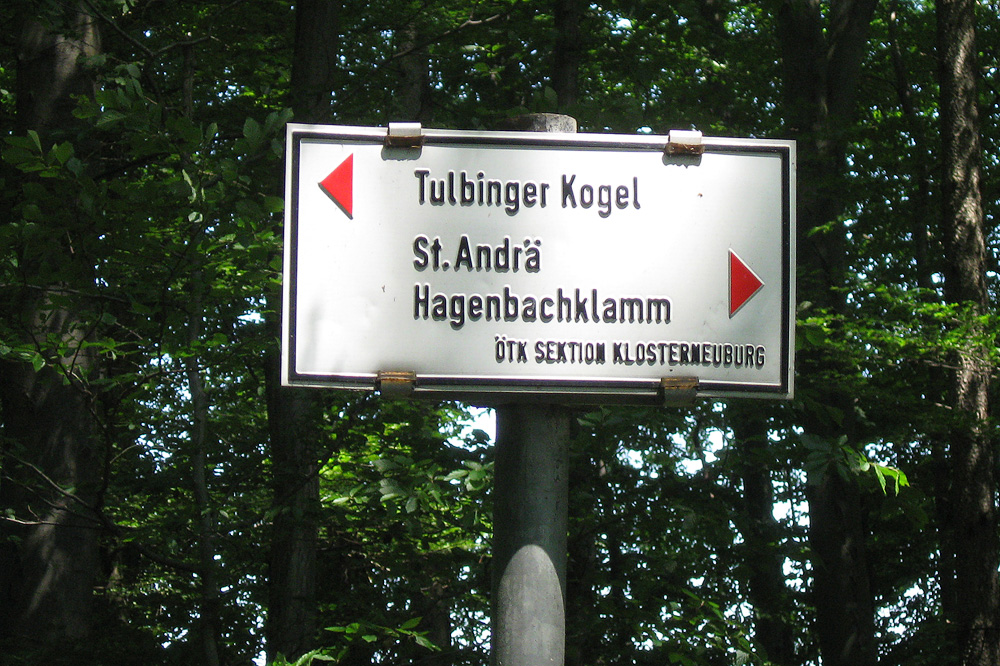 Tulbinger Kogel
St. Andrä
Hagenbachklamm
ÖTK SEKTION KLOSTERNEUBURG